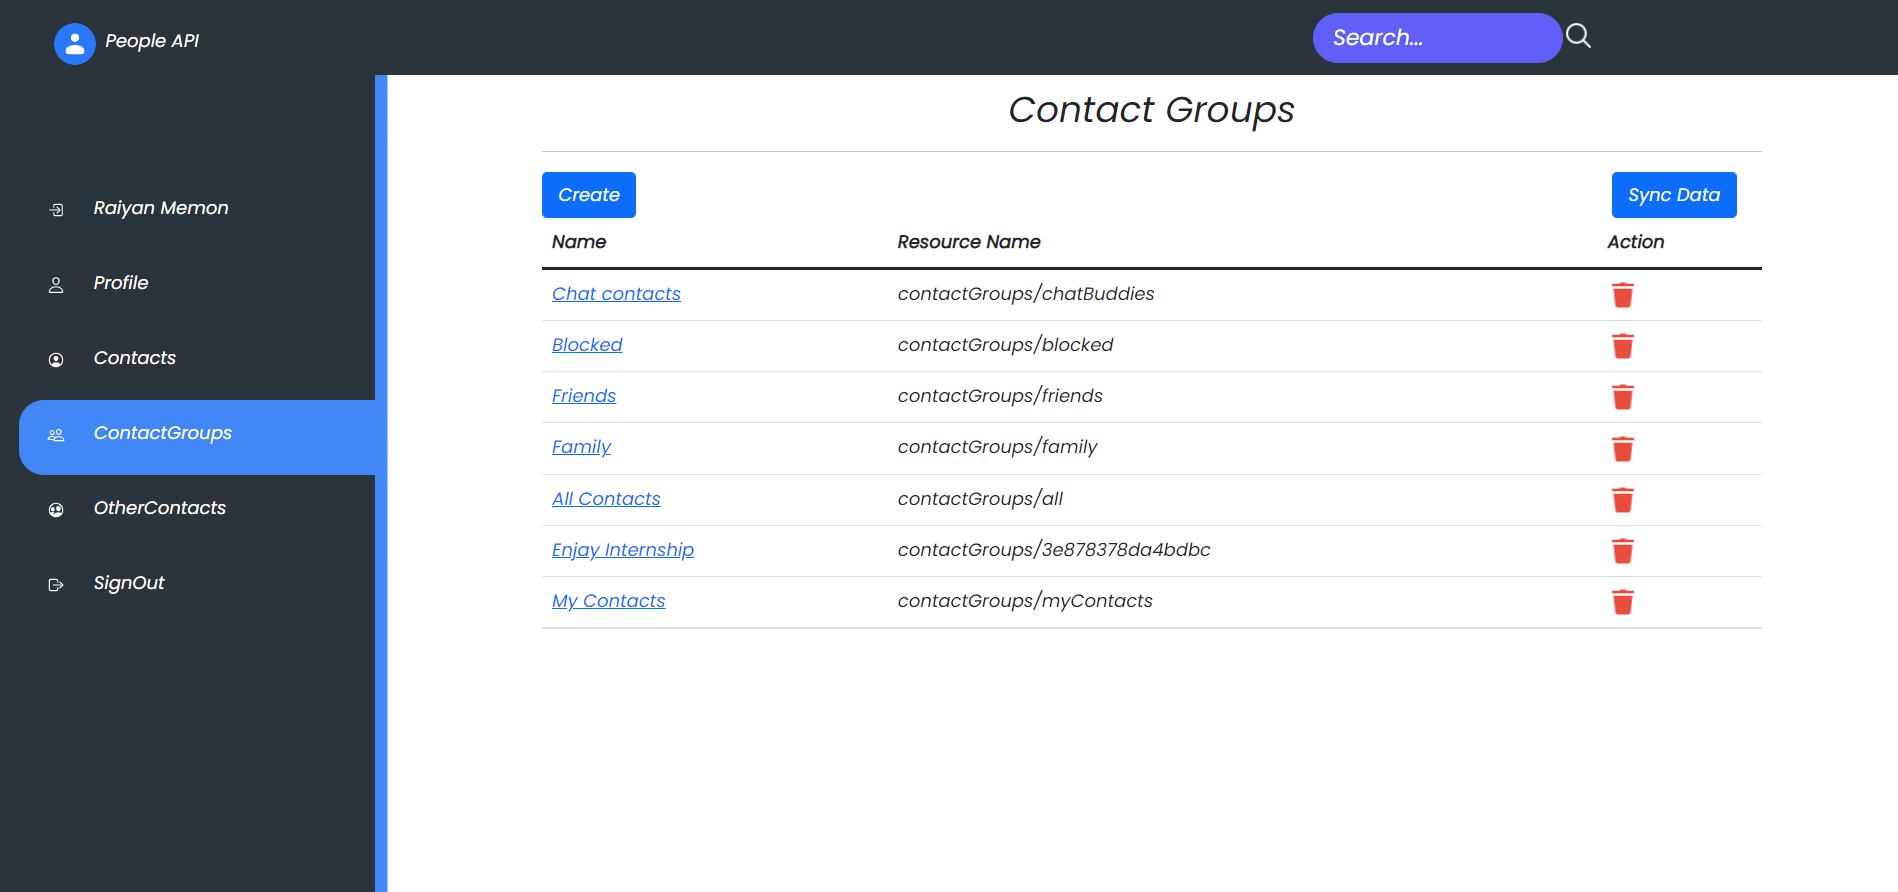 People API
Search...
Raiyan Memon
Profile
Contacts
ContactGroups
OtherContacts
SignOut
Contact Groups
Create
Sync Data
Name Resource Name Action
Chat contacts contactGroups/chatBuddies
Blocked contactGroups/blocked
Friends contactGroups/friends
Family contactGroups/family
All Contacts contactGroups/all
Enjay Internship contactGroups/3e878378da4bdbc
My Contacts contactGroups/myContacts